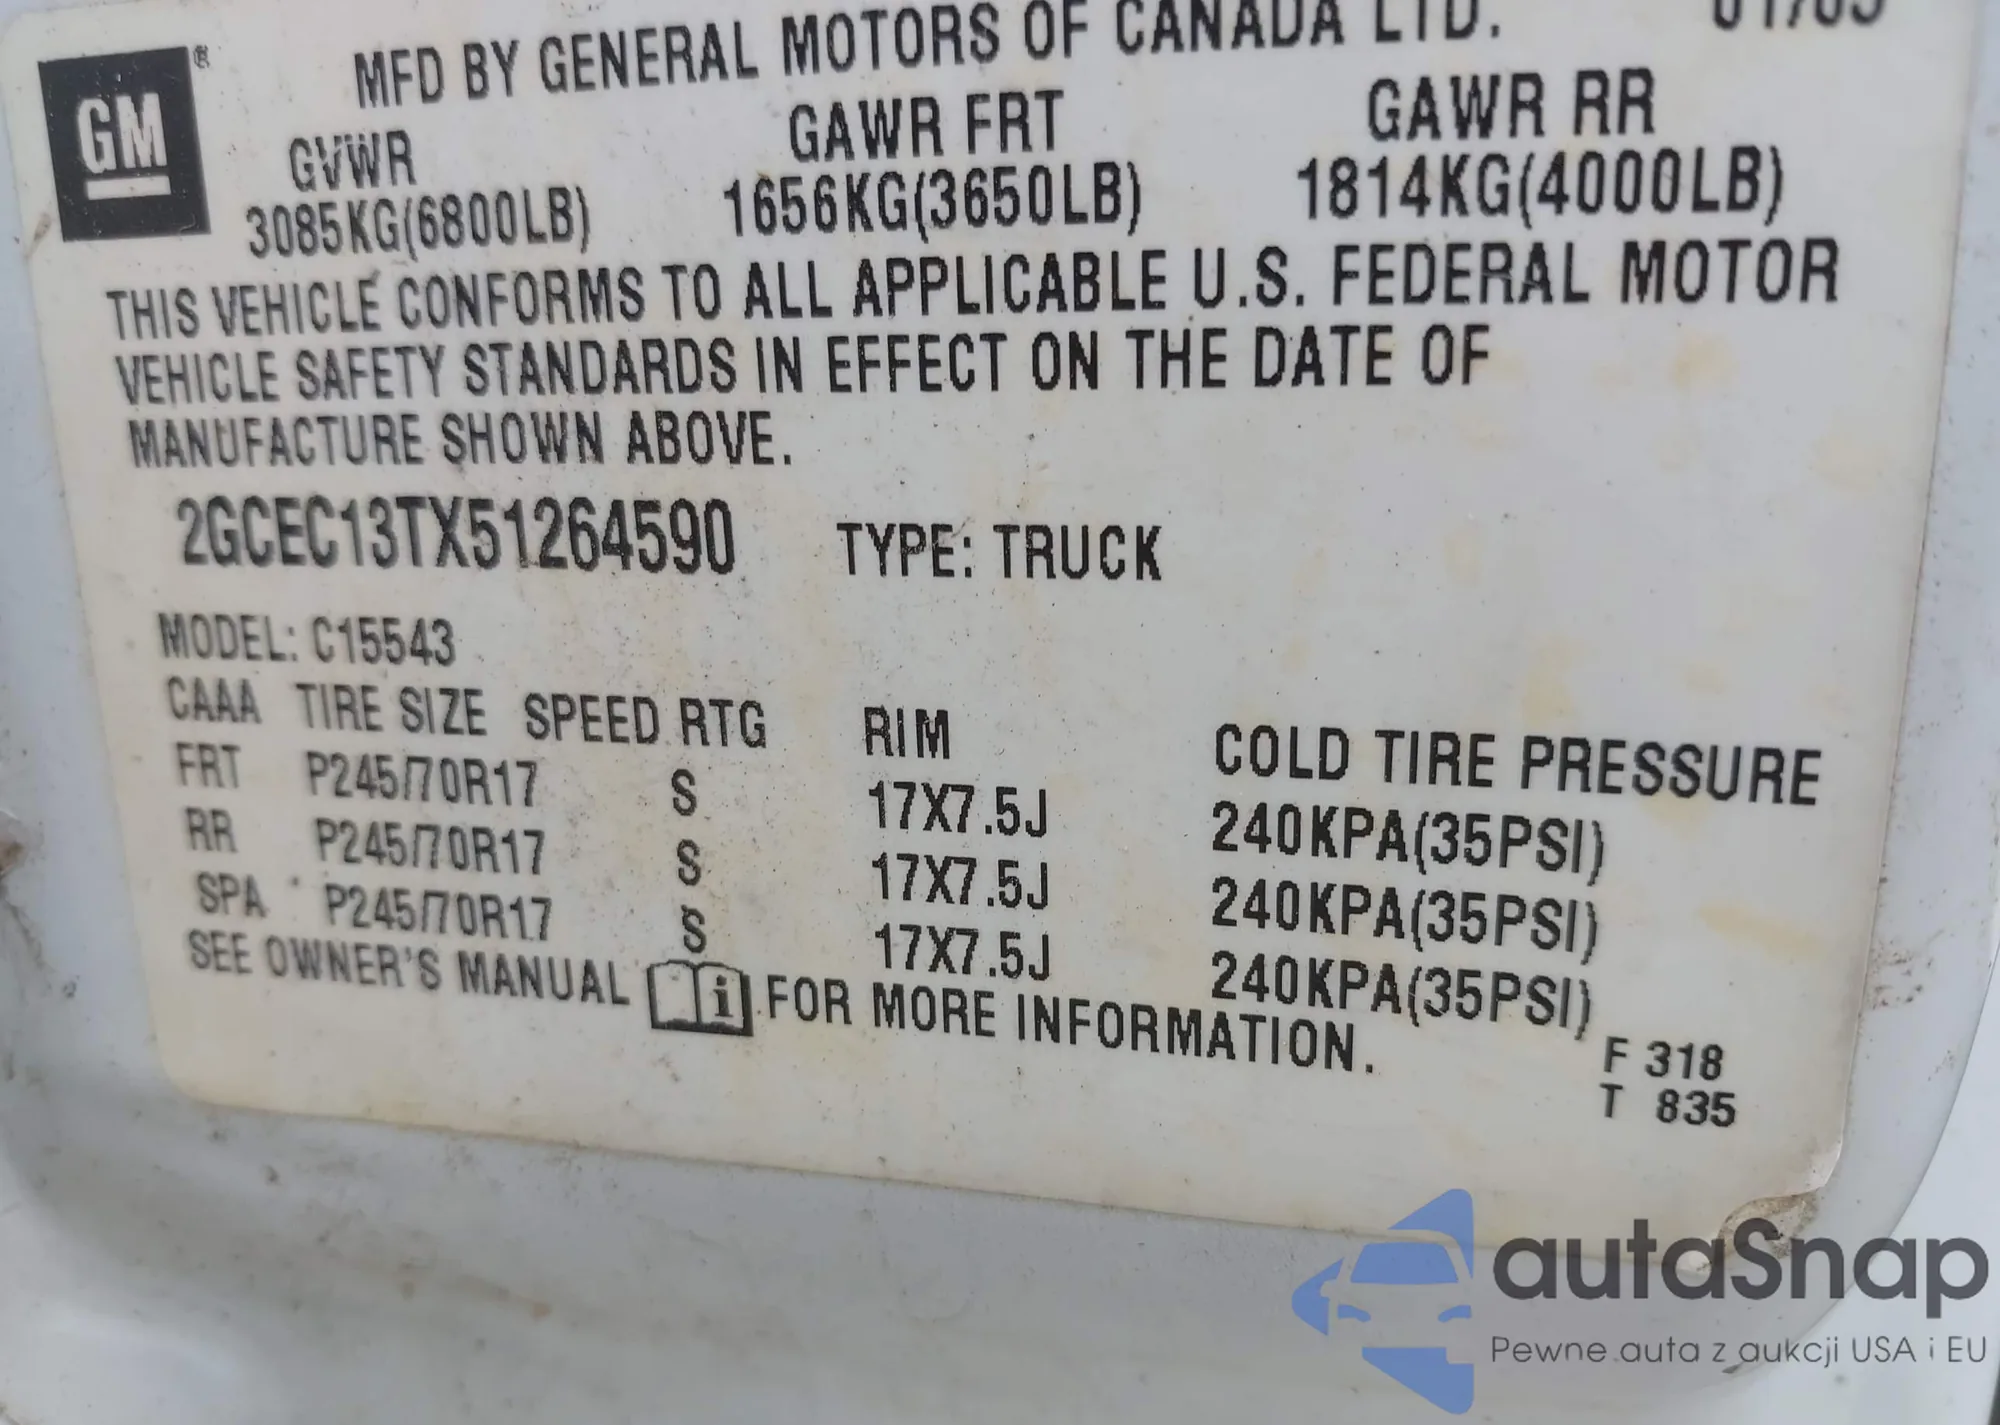 MFD BY GENERAL MOTORS OF CANADA LTD. 01/05
GM ®
GVWR GAWR FRT GAWR RR
3085KG(6800LB) 1656KG(3650LB) 1814KG(4000LB)
THIS VEHICLE CONFORMS TO ALL APPLICABLE U.S. FEDERAL MOTOR
VEHICLE SAFETY STANDARDS IN EFFECT ON THE DATE OF
MANUFACTURE SHOWN ABOVE.
2GCEC13TX51264590 TYPE: TRUCK
MODEL: C15543
CAAA TIRE SIZE SPEED RTG RIM COLD TIRE PRESSURE
FRT P245/70R17 S 17X7.5J 240KPA(35PSI)
RR P245/70R17 S 17X7.5J 240KPA(35PSI)
SPA P245/70R17 S 17X7.5J 240KPA(35PSI)
SEE OWNER'S MANUAL i FOR MORE INFORMATION.
F 318
T 835
autaSnap
Pewne auta z aukcji USA i EU